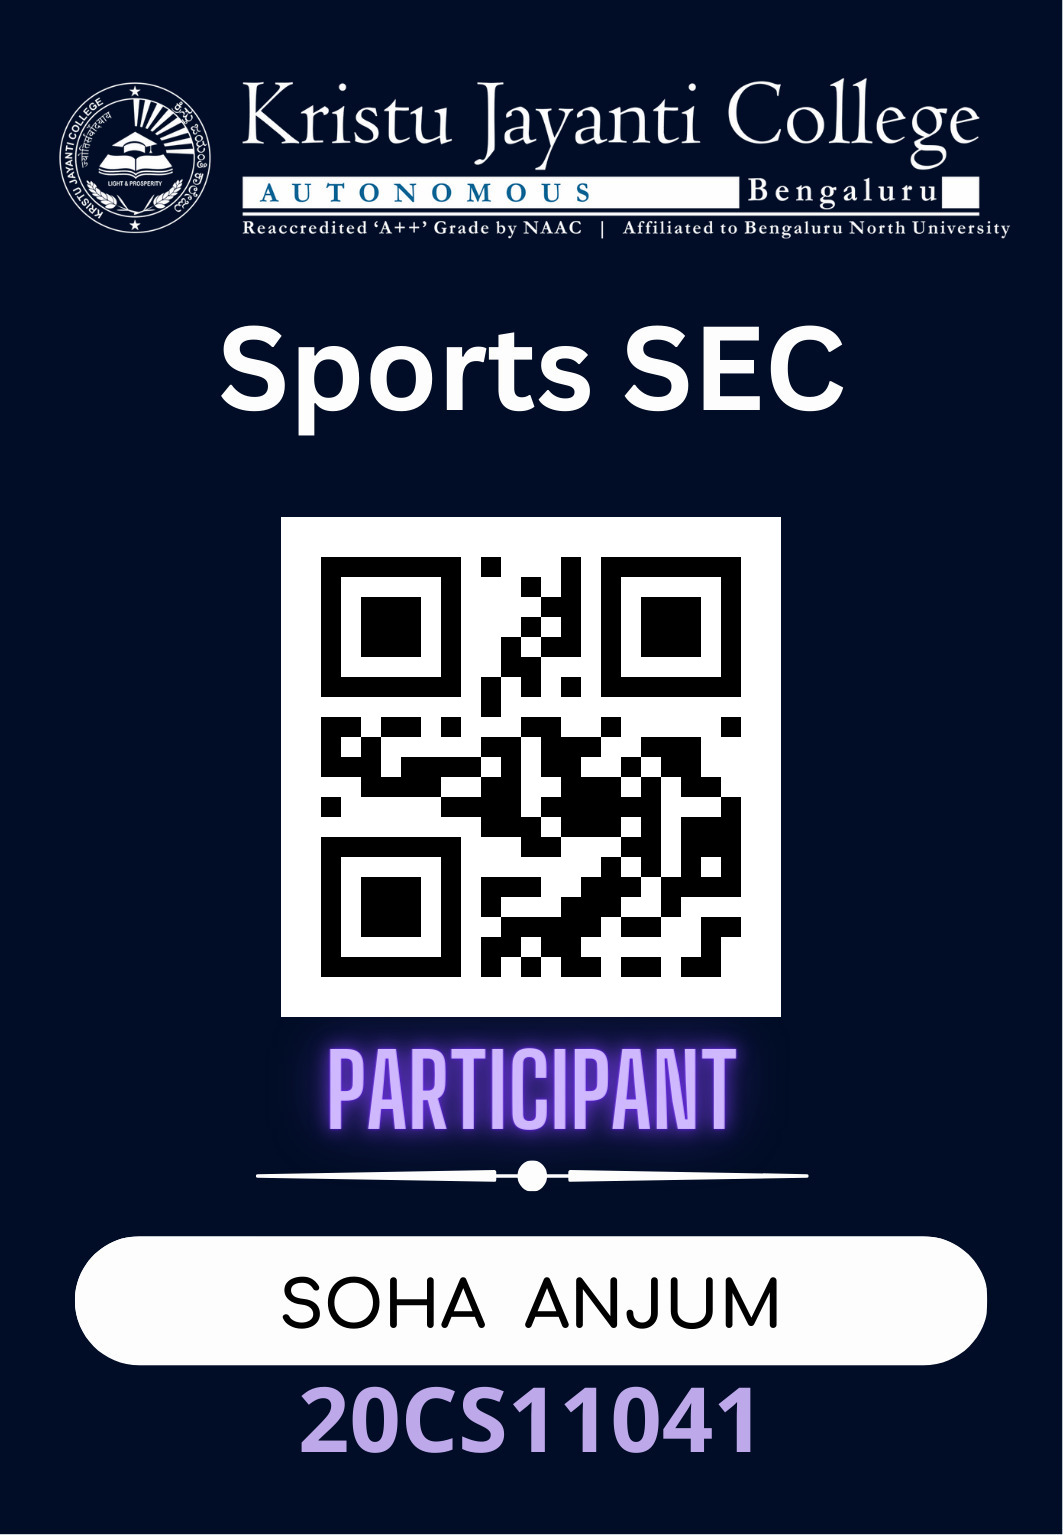 Kristu Jayanti College
AUTONOMOUS Bengaluru
Reaccredited ‘A++’ Grade by NAAC | Affiliated to Bengaluru North University
KRISTU JAYANTI COLLEGE
LIGHT & PROSPERITY
Sports SEC
PARTICIPANT
SOHA ANJUM
20CS11041